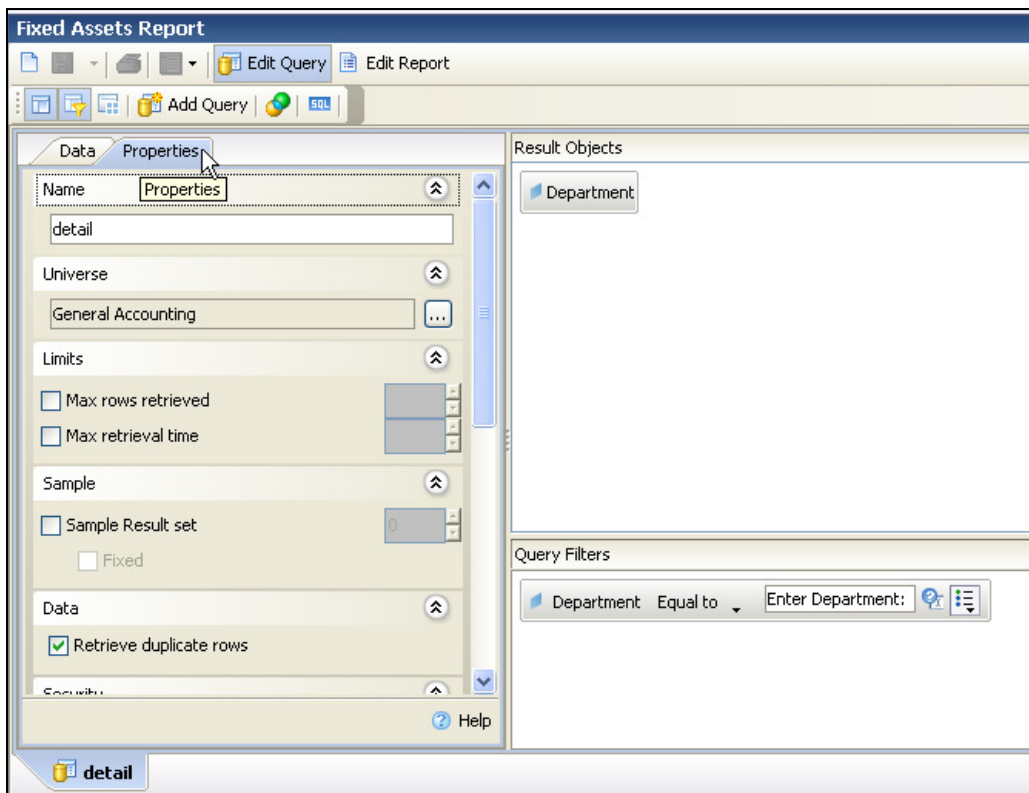 Fixed Assets Report
Edit Query Edit Report
Add Query SQL
Data Properties
Name Properties
detail
Universe
General Accounting
...
Limits
Max rows retrieved
Max retrieval time
Sample
Sample Result set 0
Fixed
Data
Retrieve duplicate rows
Security
Help
Result Objects
Department
Query Filters
Department Equal to Enter Department:
detail